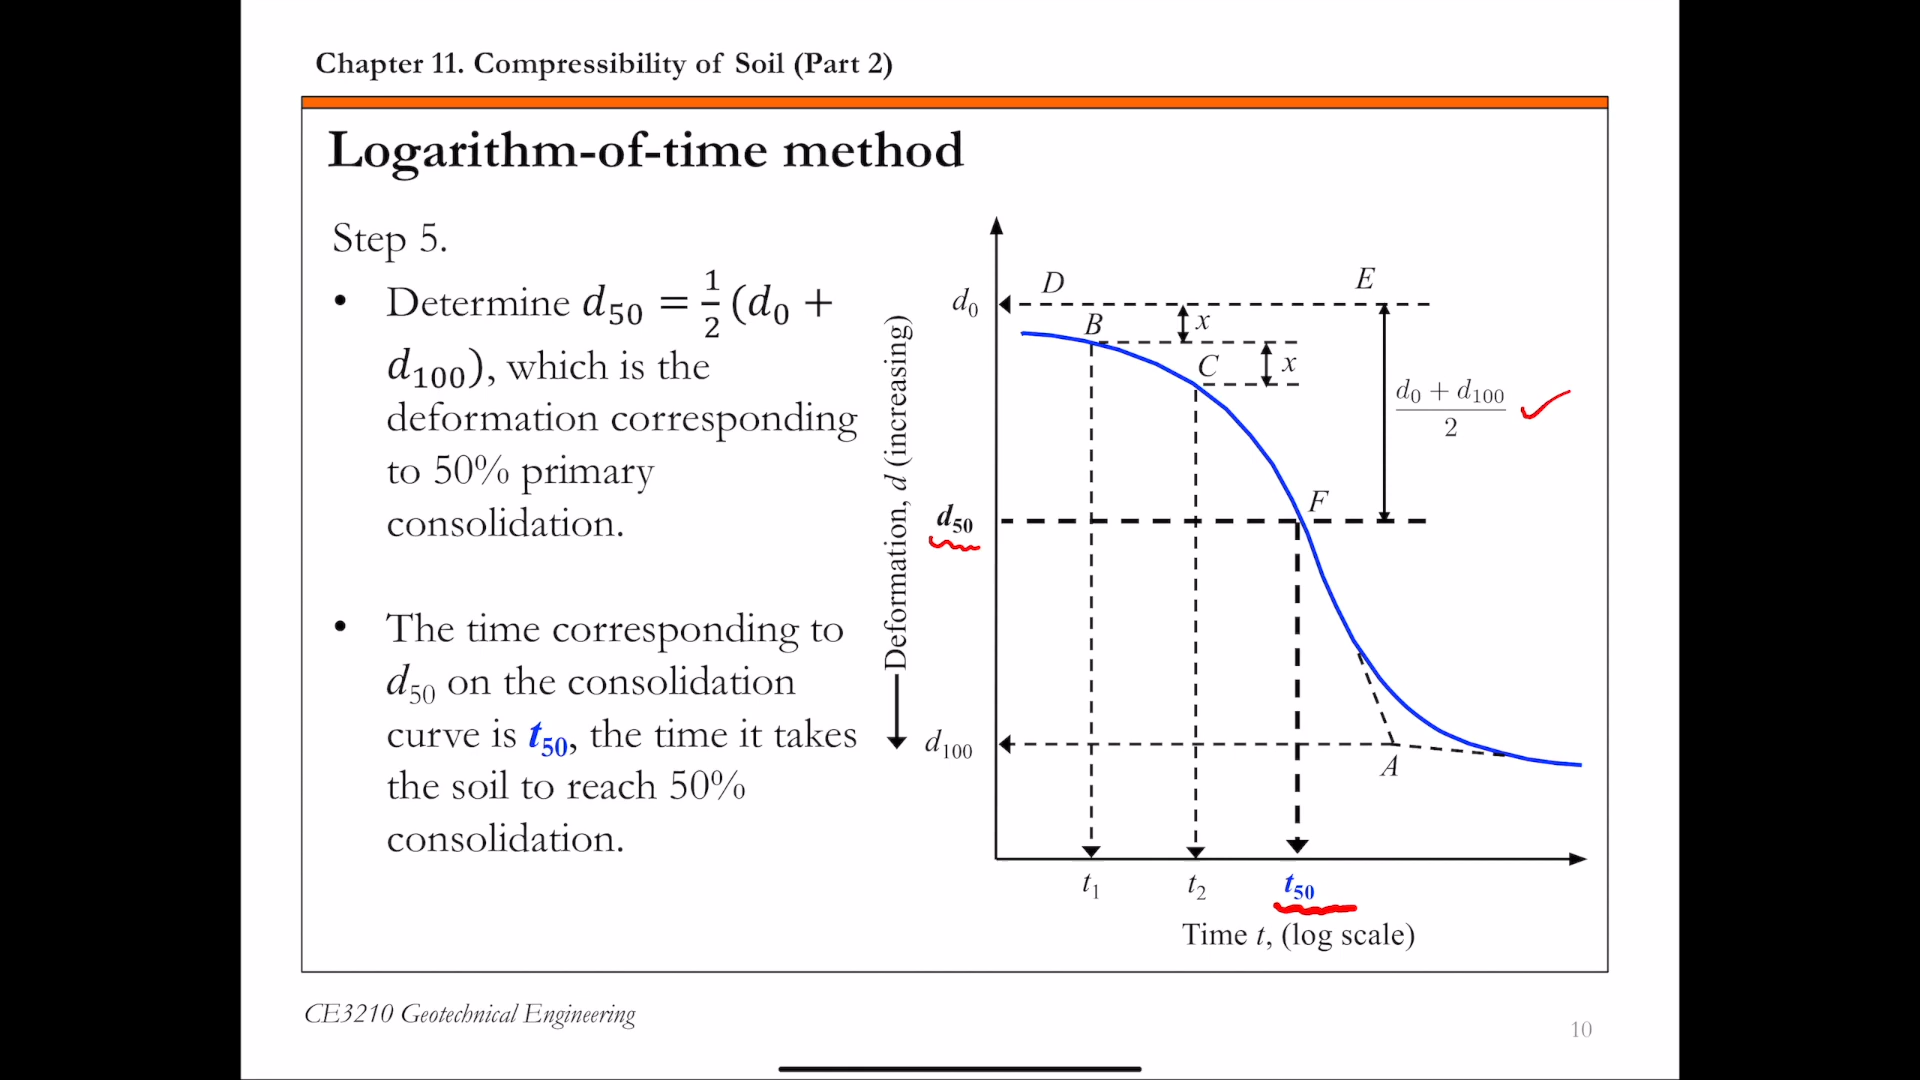 Chapter 11. Compressibility of Soil (Part 2)
Logarithm-of-time method
Step 5.
• Determine d₅₀ = 1/2 (d₀ +
d₁₀₀), which is the
deformation corresponding
to 50% primary
consolidation.
• The time corresponding to
d₅₀ on the consolidation
curve is t₅₀, the time it takes
the soil to reach 50%
consolidation.
Deformation, d (increasing)
d₀
D
E
B
x
C
x
(d₀ + d₁₀₀)/2
F
d₅₀
d₁₀₀
A
t₁
t₂
t₅₀
Time t, (log scale)
CE3210 Geotechnical Engineering
10